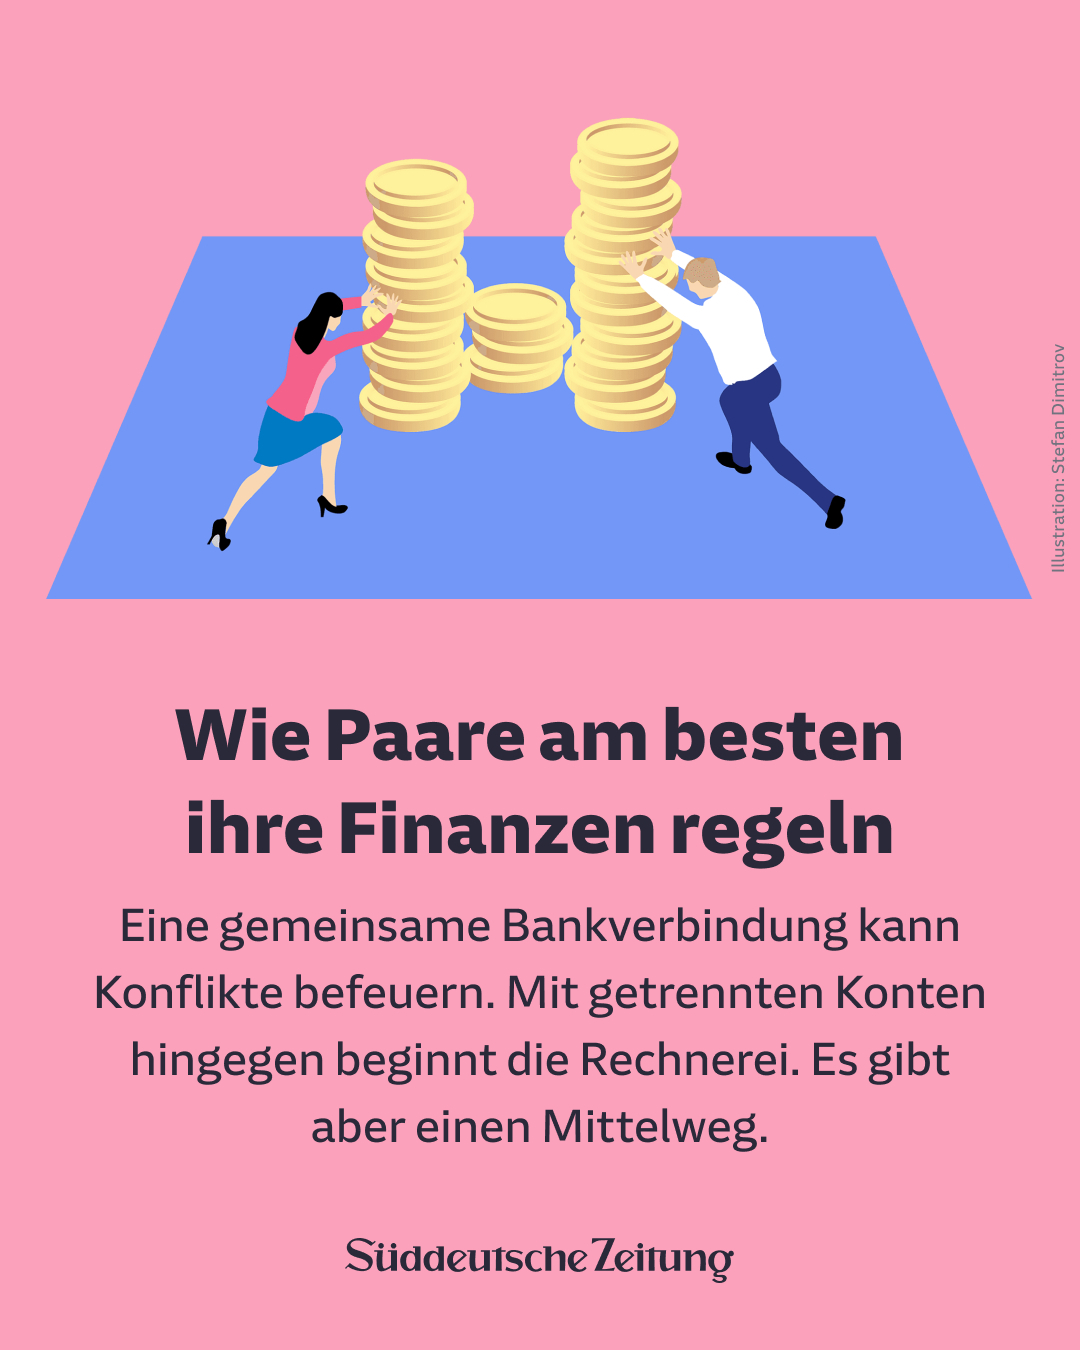 Illustration: Stefan Dimitrov
Wie Paare am besten
ihre Finanzen regeln
Eine gemeinsame Bankverbindung kann
Konflikte befeuern. Mit getrennten Konten
hingegen beginnt die Rechnerei. Es gibt
aber einen Mittelweg.
Süddeutsche Zeitung